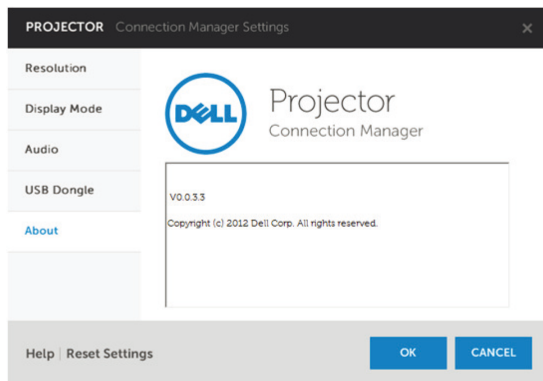 PROJECTOR Connection Manager Settings ×
Resolution
Display Mode
Audio
USB Dongle
About
DELL
Projector
Connection Manager
V0.0.3.3
Copyright (c) 2012 Dell Corp. All rights reserved.
Help | Reset Settings
OK
CANCEL